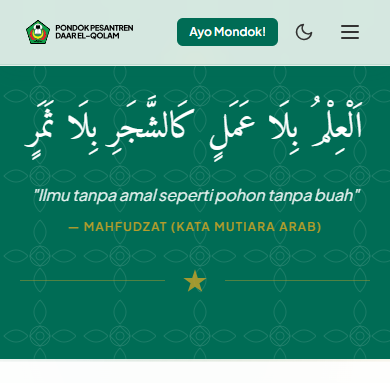 PONDOK PESANTREN
DAAR EL-QOLAM
Ayo Mondok!
اَلْعِلْمُ بِلَا عَمَلٍ كَالشَّجَرِ بِلَا ثَمَرٍ
"Ilmu tanpa amal seperti pohon tanpa buah"
— MAHFUDZAT (KATA MUTIARA ARAB)